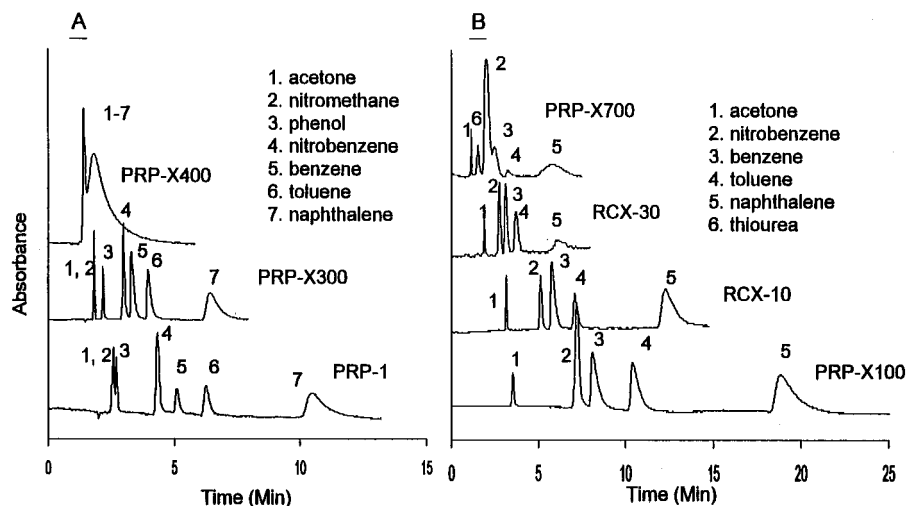 A
1-7
PRP-X400
1. acetone
2. nitromethane
3. phenol
4. nitrobenzene
5. benzene
6. toluene
7. naphthalene
4
1, 2
3
5
6
7
PRP-X300
1, 2
3
4
5
6
7
PRP-1
Absorbance
0
5
10
15
Time (Min)
B
2
PRP-X700
1
6
3
4
5
1. acetone
2. nitrobenzene
3. benzene
4. toluene
5. naphthalene
6. thiourea
1
2
3
4
5
RCX-30
1
2
3
4
5
RCX-10
1
2
3
4
5
PRP-X100
0
5
10
15
20
25
Time (Min)